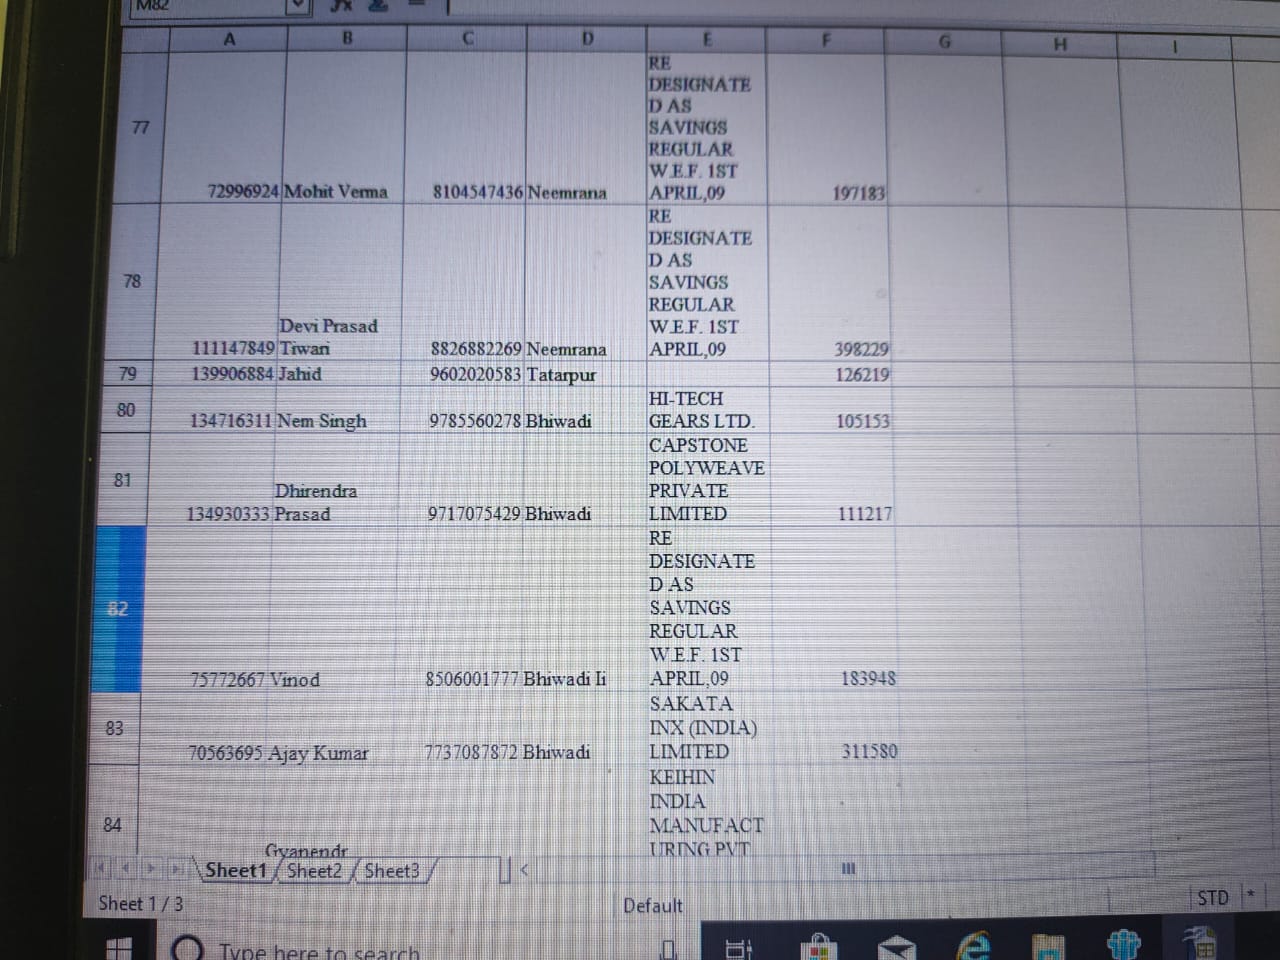 M82
A B C D E F G H I
77
RE
DESIGNATE
D AS
SAVINGS
REGULAR
W.E.F. 1ST
72996924 Mohit Verma 8104547436 Neemrana APRIL,09 197183
78
RE
DESIGNATE
D AS
SAVINGS
REGULAR
Devi Prasad W.E.F. 1ST
111147849 Tiwari 8826882269 Neemrana APRIL,09 398229
79 139906884 Jahid 9602020583 Tatarpur 126219
80 HI-TECH
134716311 Nem Singh 9785560278 Bhiwadi GEARS LTD. 105153
81
CAPSTONE
POLYWEAVE
Dhirendra PRIVATE
134930333 Prasad 9717075429 Bhiwadi LIMITED 111217
82
RE
DESIGNATE
D AS
SAVINGS
REGULAR
W.E.F. 1ST
75772667 Vinod 8506001777 Bhiwadi Ii APRIL,09 183948
83
SAKATA
INX (INDIA)
70563695 Ajay Kumar 7737087872 Bhiwadi LIMITED 311580
84
KEIHIN
INDIA
MANUFACT
Gyanendr URING PVT
Sheet1 Sheet2 Sheet3
Sheet 1 / 3 Default STD *
Type here to search